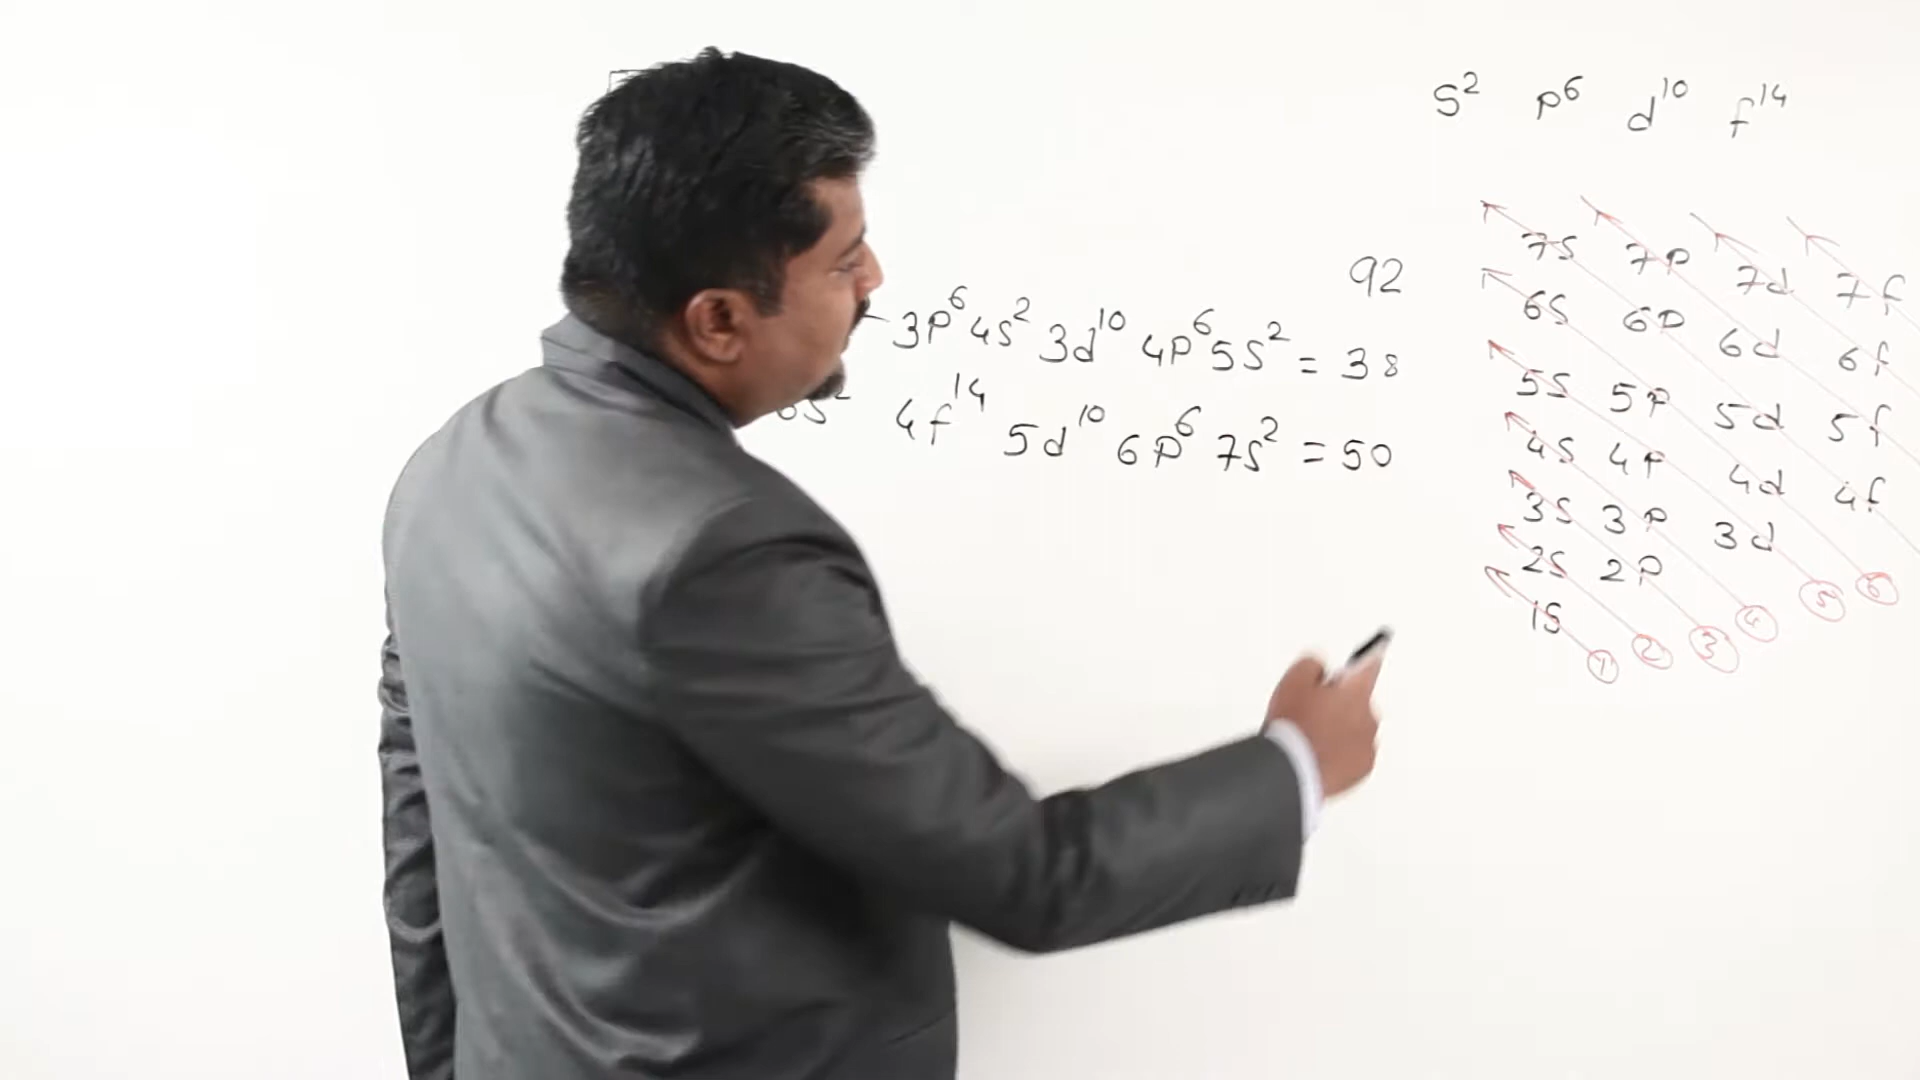 S² P⁶ d¹⁰ f¹⁴
92
3P⁶ 4S² 3d¹⁰ 4P⁶ 5S² = 38
6S² 4f¹⁴ 5d¹⁰ 6P⁶ 7S² = 50
7S 7P 7d 7f
6S 6P 6d 6f
5S 5P 5d 5f
4S 4P 4d 4f
3S 3P 3d
2S 2P
1S
1 2 3 4 5 6